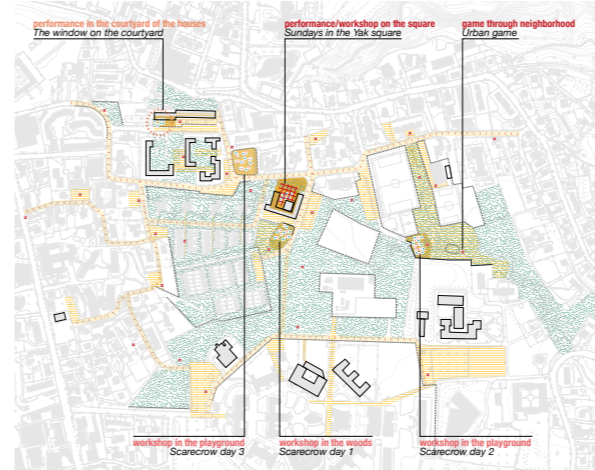 performance in the courtyard of the houses
The window on the courtyard
performance/workshop on the square
Sundays in the Yak square
game through neighborhood
Urban game
workshop in the playground
Scarecrow day 3
workshop in the woods
Scarecrow day 1
workshop in the playground
Scarecrow day 2